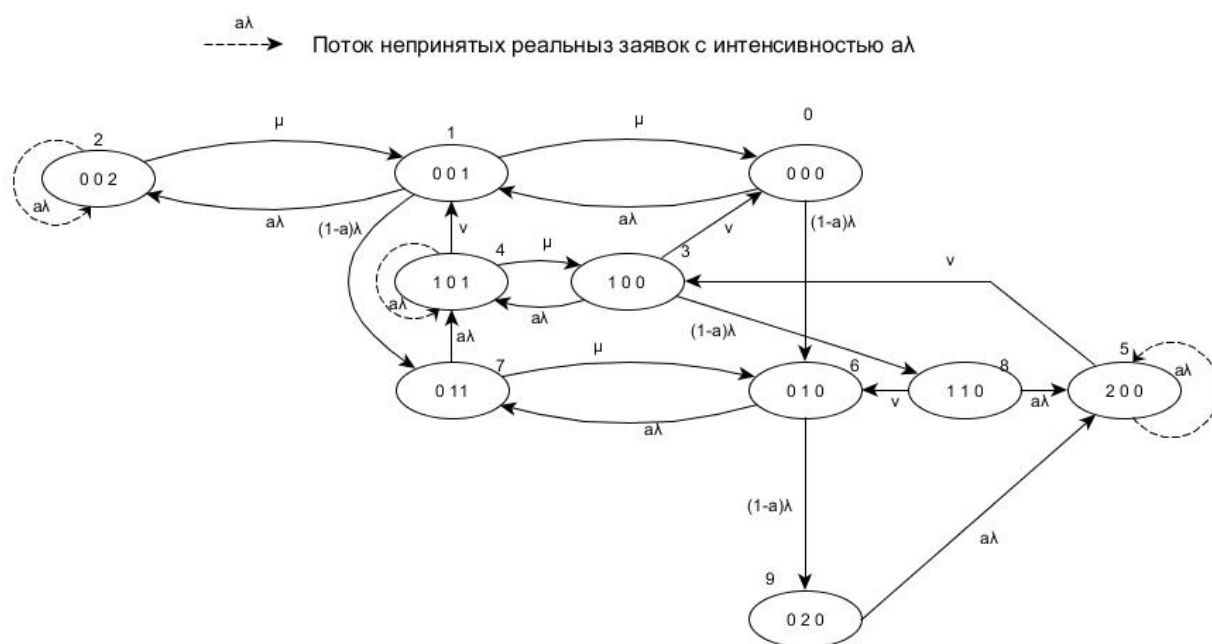 aλ
Поток непринятых реальныз заявок с интенсивностью aλ
0
2
μ
1
μ
0 0 2
0 0 1
0 0 0
aλ
aλ
aλ
(1-a)λ
(1-a)λ
v
4
μ
3
v
v
1 0 1
1 0 0
aλ
aλ
(1-a)λ
aλ
μ
7
6
8
5
0 11
0 1 0
1 1 0
2 0 0
aλ
v
aλ
aλ
(1-a)λ
aλ
9
0 2 0